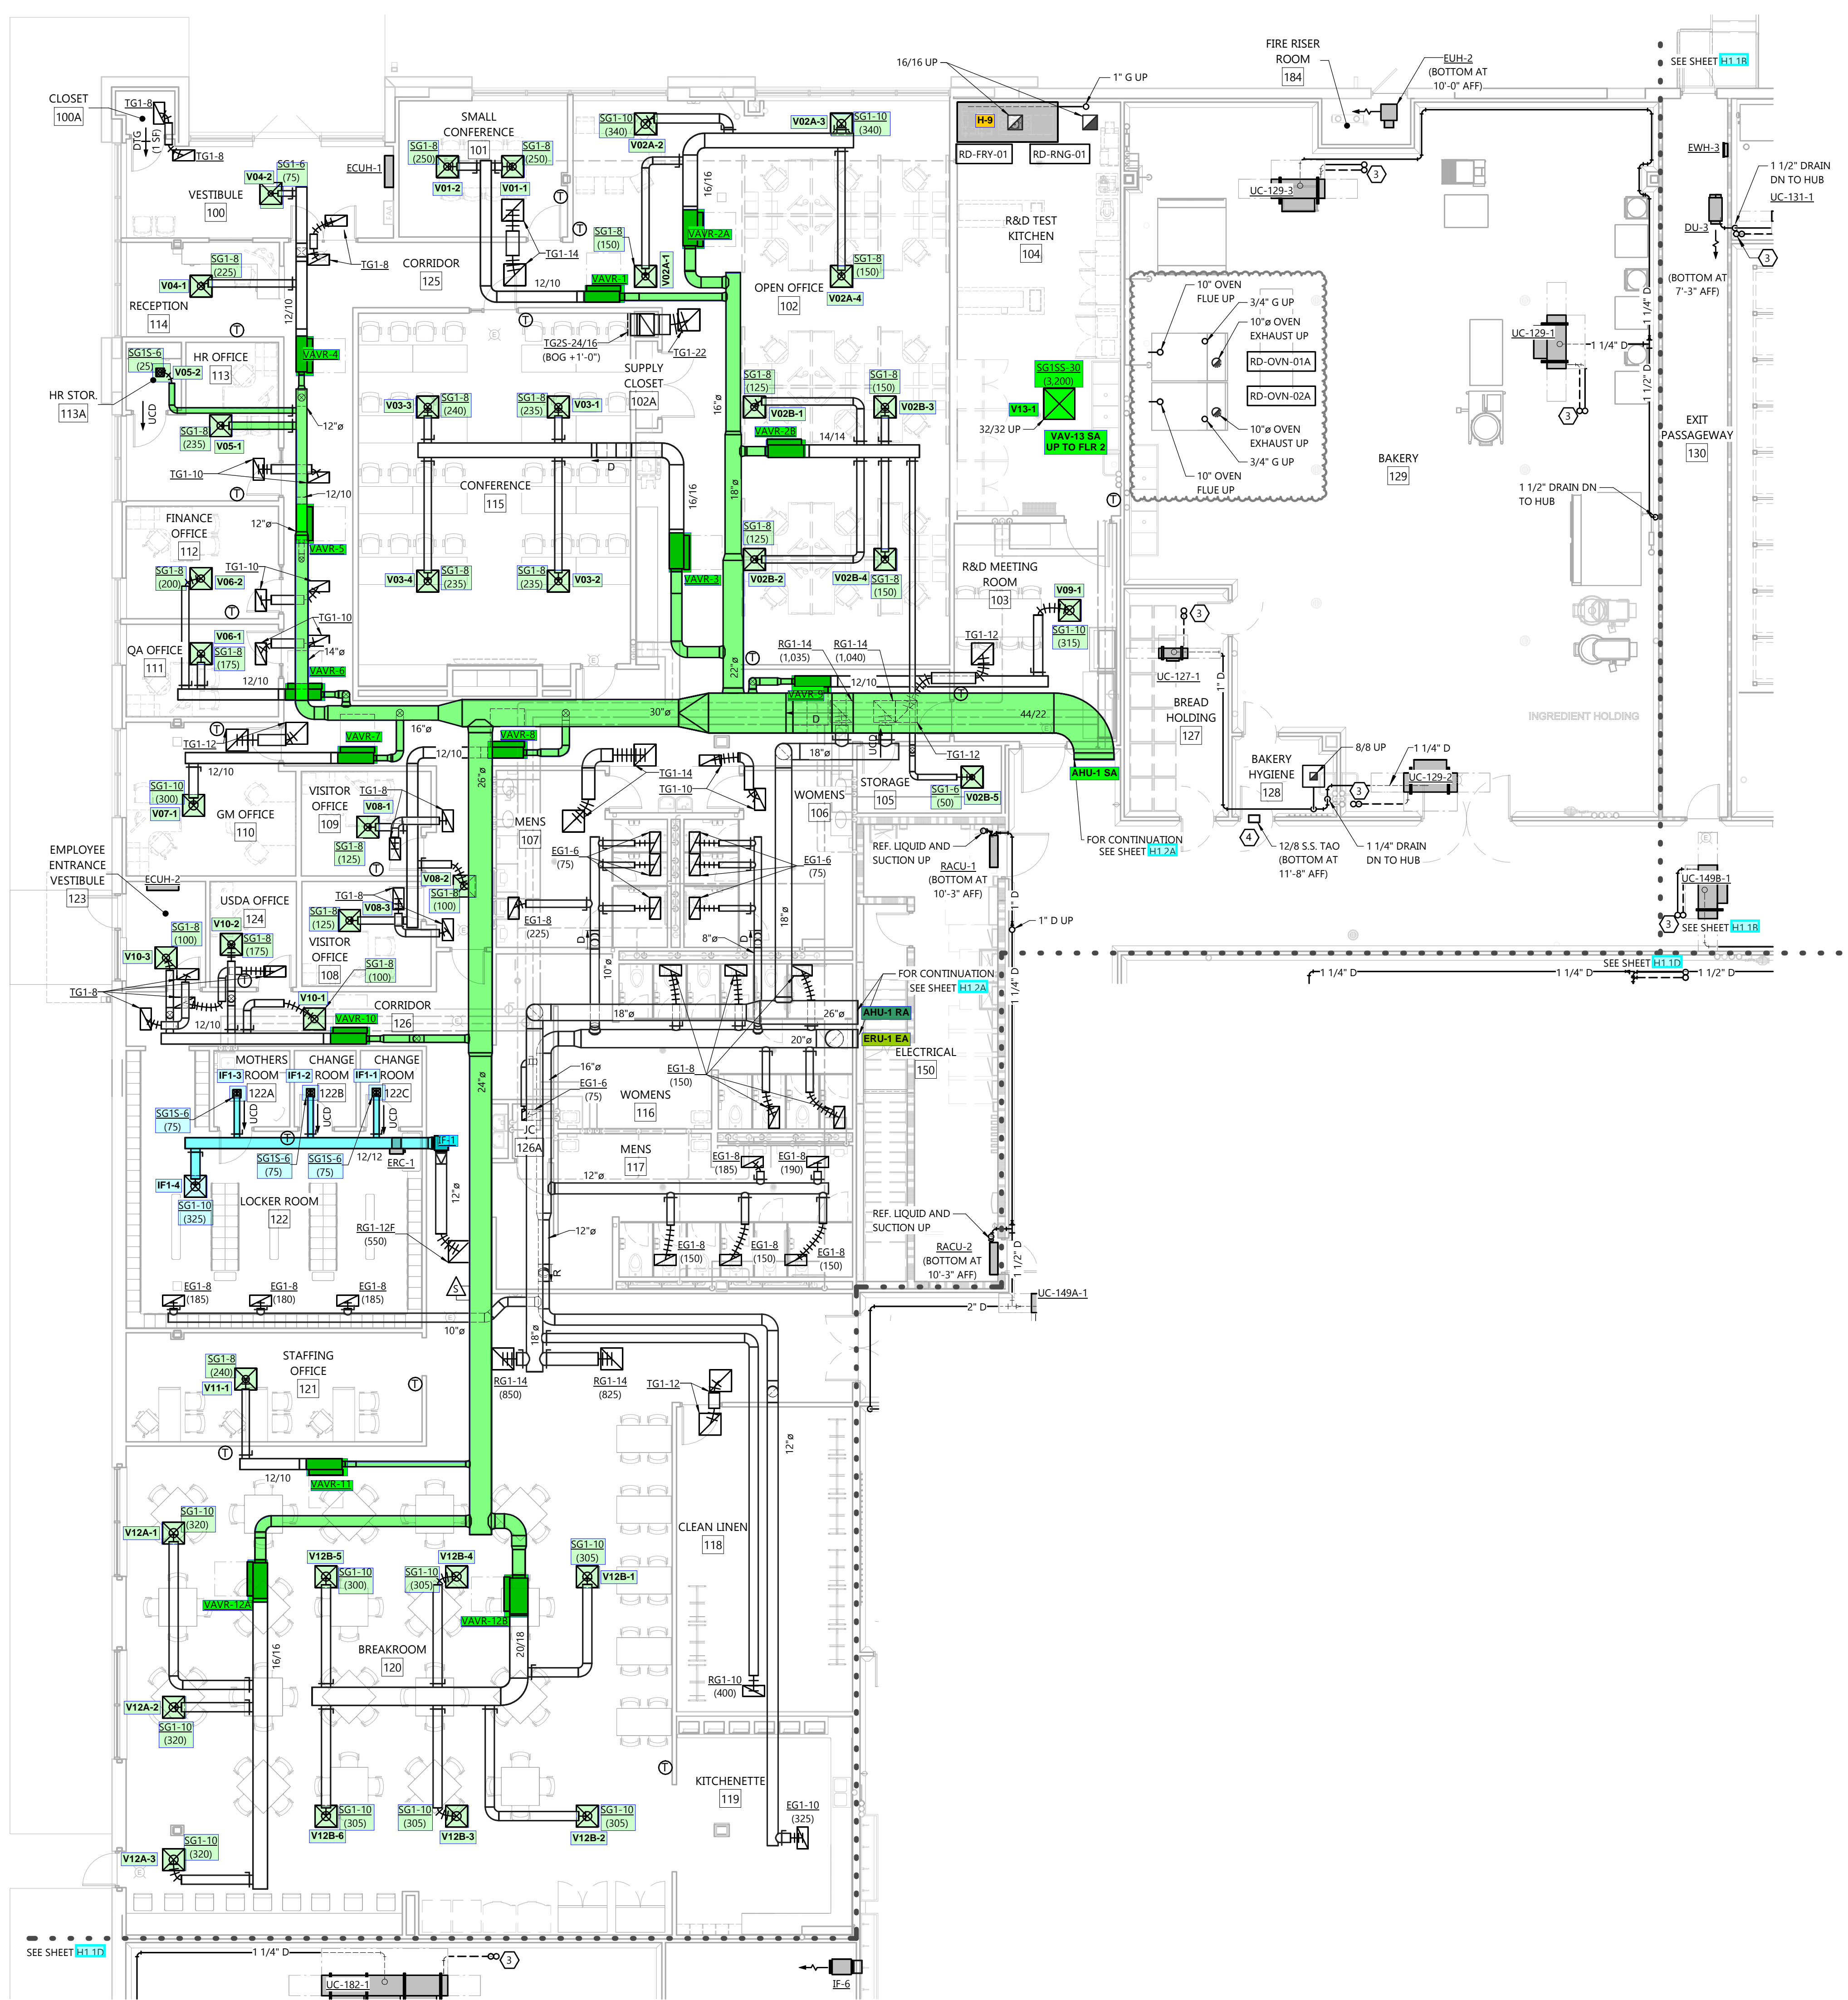 CLOSET
100A
TG1-8
DTG
(1 SF)
TG1-8
SG1-6
(75)
V04-2
VESTIBULE
100
ECUH-1
TG1-8
SMALL
CONFERENCE
101
SG1-8
(250)
V01-2
SG1-8
(250)
V01-1
TG1-14
CORRIDOR
125
12/10
VAVR-1
SG1-10
(340)
V02A-2
V02A-3
SG1-10
(340)
16/16
VAVR-2A
SG1-8
(150)
V02A-1
SG1-8
(150)
V02A-4
OPEN OFFICE
102
16/16 UP
1" G UP
H-9
RD-FRY-01
RD-RNG-01
R&D TEST
KITCHEN
104
FIRE RISER
ROOM
184
EUH-2
(BOTTOM AT
10'-0" AFF)
SEE SHEET H1.1B
EWH-3
1 1/2" DRAIN
DN TO HUB
UC-131-1
DU-3
3
(BOTTOM AT
7'-3" AFF)
UC-129-3
3
10" OVEN
FLUE UP
3/4" G UP
10"ø OVEN
EXHAUST UP
RD-OVN-01A
RD-OVN-02A
10"ø OVEN
EXHAUST UP
3/4" G UP
10" OVEN
FLUE UP
UC-129-1
1 1/4" D
3
1 1/4" D
1 1/2" D
BAKERY
129
EXIT
PASSAGEWAY
130
1 1/2" DRAIN DN
TO HUB
SG1-8
(225)
V04-1
RECEPTION
114
12/10
T
VAVR-4
SG1S-6
(25)
V05-2
HR OFFICE
113
HR STOR.
113A
UCD
SG1-8
(235)
V05-1
12"ø
TG1-10
T
12/10
12"ø
VAVR-5
FINANCE
OFFICE
112
SG1-8
(200)
V06-2
TG1-10
T
TG1-10
V06-1
SG1-8
(175)
QA OFFICE
111
14"ø
VAVR-6
12/10
T
TG2S-24/16
(BOG +1'-0")
TG1-22
SUPPLY
CLOSET
102A
16"ø
V03-3
SG1-8
(240)
SG1-8
(235)
V03-1
D
CONFERENCE
115
16/16
V03-4
SG1-8
(235)
SG1-8
(235)
V03-2
VAVR-3
SG1-8
(125)
V02B-1
SG1-8
(150)
V02B-3
VAVR-2B
14/14
18"ø
SG1-8
(125)
V02B-2
V02B-4
SG1-8
(150)
SG1SS-30
(3,200)
V13-1
32/32 UP
VAV-13 SA
UP TO FLR 2
T
R&D MEETING
ROOM
103
V09-1
SG1-10
(315)
TG1-12
RG1-14
(1,035)
RG1-14
(1,040)
T
22"ø
VAVR-9
12/10
T
30"ø
D
44/22
AHU-1 SA
UCD
TG1-12
18"ø
STORAGE
105
SG1-6
(50)
V02B-5
FOR CONTINUATION
SEE SHEET H1.2A
UC-127-1
3
1" D
BREAD
HOLDING
127
INGREDIENT HOLDING
BAKERY
HYGIENE
128
8/8 UP
1 1/4" D
UC-129-2
3
4
12/8 S.S. TAO
(BOTTOM AT
11'-8" AFF)
1 1/4" DRAIN
DN TO HUB
UC-149B-1
3
SEE SHEET H1.1B
SEE SHEET H1.1D
1 1/4" D
1 1/4" D
1 1/2" D
TG1-12
T
VAVR-7
16"ø
12/10
VAVR-8
12/10
26"ø
SG1-10
(300)
V07-1
GM OFFICE
110
VISITOR
OFFICE
109
TG1-8
V08-1
SG1-8
(125)
T
V08-2
SG1-8
(100)
TG1-8
SG1-8
(125)
V08-3
VISITOR
OFFICE
108
SG1-8
(100)
V10-1
EMPLOYEE
ENTRANCE
VESTIBULE
123
ECUH-2
USDA OFFICE
124
V10-2
SG1-8
(175)
SG1-8
(100)
V10-3
TG1-8
T
12/10
VAVR-10
CORRIDOR
126
MENS
107
TG1-14
TG1-10
WOMENS
106
EG1-6
(75)
EG1-6
(75)
EG1-8
(225)
D
10"ø
8"ø
D
18"ø
REF. LIQUID AND
SUCTION UP
RACU-1
(BOTTOM AT
10'-3" AFF)
1" D
1" D UP
1 1/4" D
FOR CONTINUATION
SEE SHEET H1.2A
18"ø
26"ø
AHU-1 RA
20"ø
ERU-1 EA
ELECTRICAL
150
MOTHERS
ROOM
122A
CHANGE
ROOM
122B
CHANGE
ROOM
122C
IF1-3
IF1-2
IF1-1
SG1S-6
(75)
UCD
UCD
UCD
T
SG1S-6
(75)
SG1S-6
(75)
12/12
ERC-1
IF-1
IF1-4
SG1-10
(325)
LOCKER ROOM
122
12"ø
RG1-12F
(550)
S
24"ø
16"ø
EG1-6
(75)
JC
126A
EG1-8
(150)
WOMENS
116
MENS
117
EG1-8
(185)
EG1-8
(190)
12"ø
12"ø
R
EG1-8
(150)
EG1-8
(150)
EG1-8
(150)
REF. LIQUID AND
SUCTION UP
RACU-2
(BOTTOM AT
10'-3" AFF)
1 1/2" D
UC-149A-1
2" D
EG1-8
(185)
EG1-8
(180)
EG1-8
(185)
10"ø
18"ø
RG1-14
(850)
RG1-14
(825)
STAFFING
OFFICE
121
SG1-8
(240)
V11-1
T
T
12/10
VAVR-11
TG1-12
12"ø
CLEAN LINEN
118
V12A-1
SG1-10
(320)
VAVR-12A
16/16
V12B-5
SG1-10
(300)
V12B-4
SG1-10
(305)
SG1-10
(305)
V12B-1
VAVR-12B
20/18
BREAKROOM
120
V12A-2
SG1-10
(320)
RG1-10
(400)
T
KITCHENETTE
119
EG1-10
(325)
SG1-10
(305)
V12B-6
SG1-10
(305)
V12B-3
SG1-10
(305)
V12B-2
V12A-3
SG1-10
(320)
SEE SHEET H1.1D
1 1/4" D
3
UC-182-1
IF-6